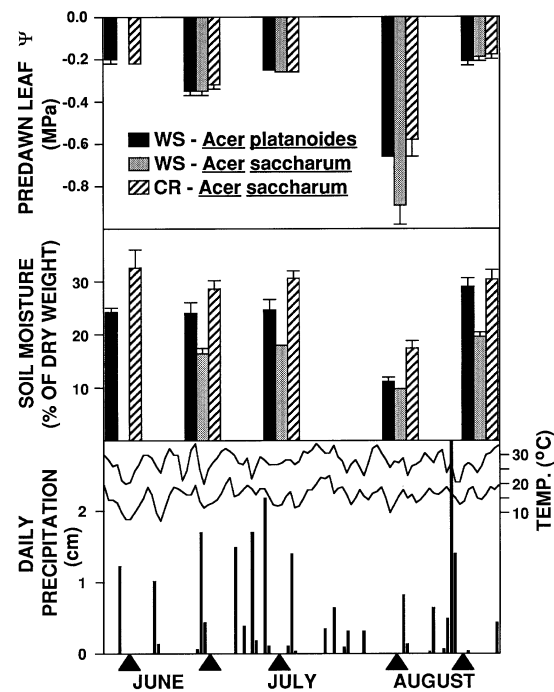 PREDAWN LEAF Ψ
(MPa)
0.0
-0.2
-0.4
-0.6
-0.8
WS - Acer platanoides
WS - Acer saccharum
CR - Acer saccharum
SOIL MOISTURE
(% OF DRY WEIGHT)
30
20
10
DAILY
PRECIPITATION
(cm)
2
1
0
30
20
10
TEMP. (ºC)
JUNE
JULY
AUGUST